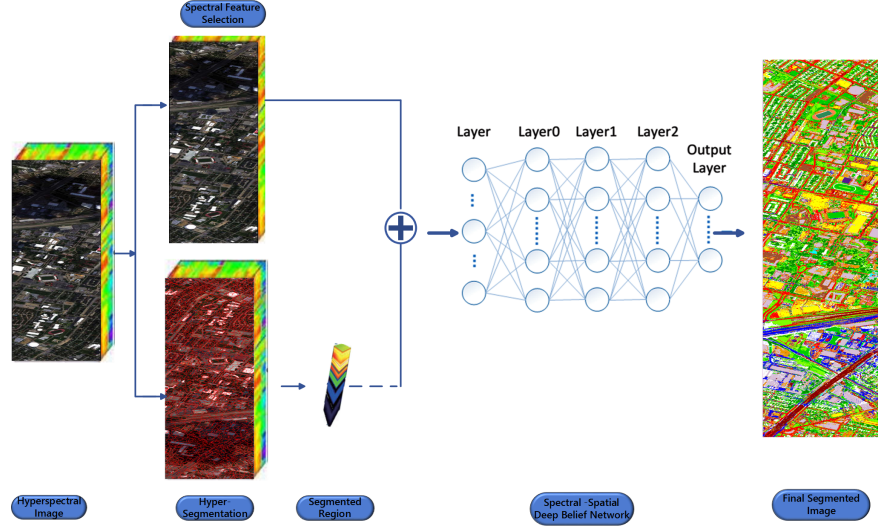 Spectral Feature
Selection
Layer
Layer0
Layer1
Layer2
Output
Layer
Hyperspectral
Image
Hyper-
Segmentation
Segmented
Region
Spectral -Spatial
Deep Belief Network
Final Segmented
Image